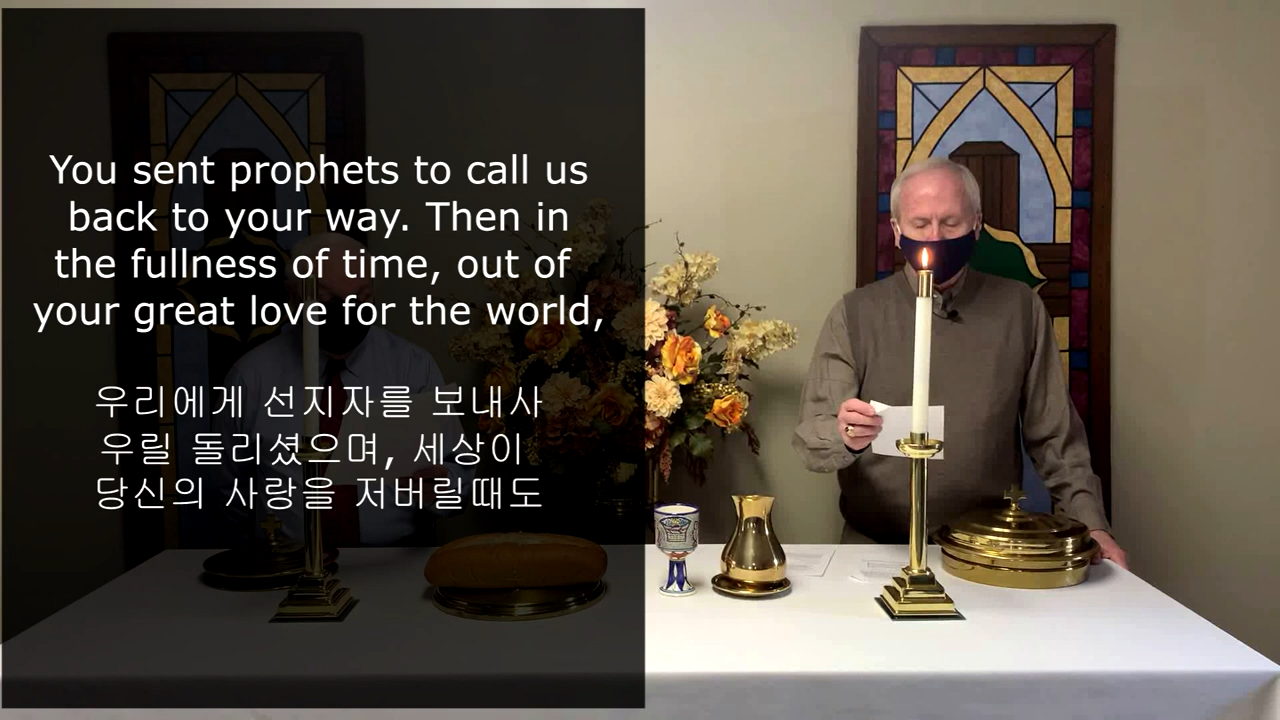 You sent prophets to call us
back to your way. Then in
the fullness of time, out of
your great love for the world,
우리에게 선지자를 보내사
우릴 돌리셨으며, 세상이
당신의 사랑을 저버릴때도